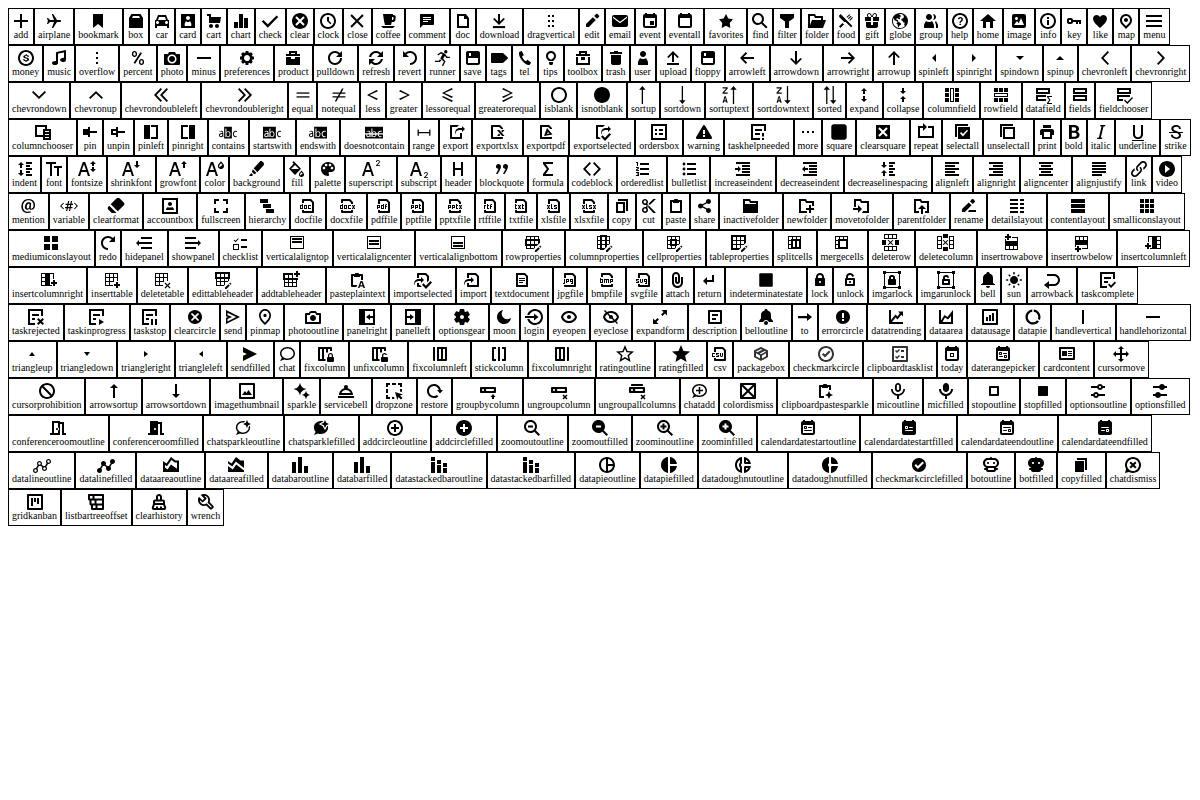 add airplane bookmark box car card cart chart check clear clock close coffee comment doc download dragvertical edit email event eventall favorites find filter folder food gift globe group help home image info key like map menu
money music overflow percent photo minus preferences product pulldown refresh revert runner save tags tel tips toolbox trash user upload floppy arrowleft arrowdown arrowright arrowup spinleft spinright spindown spinup chevronleft chevronright
chevrondown chevronup chevrondoubleleft chevrondoubleright equal notequal less greater lessorequal greaterorequal isblank isnotblank sortup sortdown sortuptext sortdowntext sorted expand collapse columnfield rowfield datafield fields fieldchooser
columnchooser pin unpin pinleft pinright contains startswith endswith doesnotcontain range export exportxlsx exportpdf exportselected ordersbox warning taskhelpneeded more square clearsquare repeat selectall unselectall print bold italic underline strike
indent font fontsize shrinkfont growfont color background fill palette superscript subscript header blockquote formula codeblock orderedlist bulletlist increaseindent decreaseindent decreaselinespacing alignleft alignright aligncenter alignjustify link video
mention variable clearformat accountbox fullscreen hierarchy docfile docxfile pdffile pptfile pptxfile rtffile txtfile xlsfile xlsxfile copy cut paste share inactivefolder newfolder movetofolder parentfolder rename detailslayout contentlayout smalliconslayout
mediumiconslayout redo hidepanel showpanel checklist verticalaligntop verticalaligncenter verticalalignbottom rowproperties columnproperties cellproperties tableproperties splitcells mergecells deleterow deletecolumn insertrowabove insertrowbelow insertcolumnleft
insertcolumnright inserttable deletetable edittableheader addtableheader pasteplaintext importselected import textdocument jpgfile bmpfile svgfile attach return indeterminatestate lock unlock imgarlock imgarunlock bell sun arrowback taskcomplete
taskrejected taskinprogress taskstop clearcircle send pinmap photooutline panelright panelleft optionsgear moon login eyeopen eyeclose expandform description belloutline to errorcircle datatrending dataarea datausage datapie handlevertical handlehorizontal
triangleup triangledown triangleright triangleleft sendfilled chat fixcolumn unfixcolumn fixcolumnleft stickcolumn fixcolumnright ratingoutline ratingfilled csv packagebox checkmarkcircle clipboardtasklist today daterangepicker cardcontent cursormove
cursorprohibition arrowsortup arrowsortdown imagethumbnail sparkle servicebell dropzone restore groupbycolumn ungroupcolumn ungroupallcolumns chatadd colordismiss clipboardpastesparkle micoutline micfilled stopoutline stopfilled optionsoutline optionsfilled
conferenceroomoutline conferenceroomfilled chatsparkleoutline chatsparklefilled addcircleoutline addcirclefilled zoomoutoutline zoomoutfilled zoominoutline zoominfilled calendardatestartoutline calendardatestartfilled calendardateendoutline calendardateendfilled
datalineoutline datalinefilled dataareaoutline dataareafilled databaroutline databarfilled datastackedbaroutline datastackedbarfilled datapieoutline datapiefilled datadoughnutoutline datadoughnutfilled checkmarkcirclefilled botoutline botfilled copyfilled chatdismiss
gridkanban listbartreeoffset clearhistory wrench